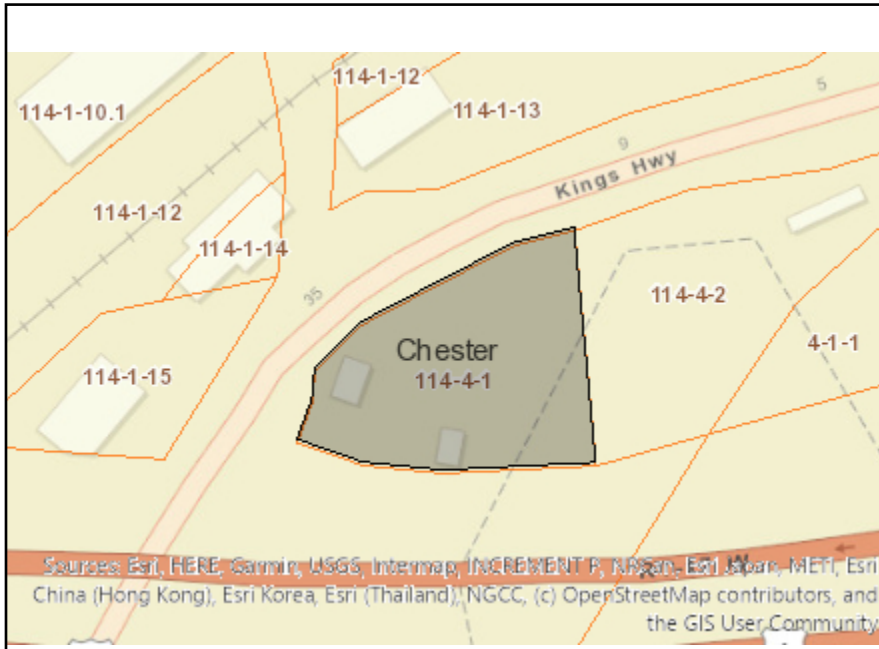 114-1-12
114-1-10.1
114-1-13
5
9
Kings Hwy
114-1-12
114-1-14
35
114-4-2
Chester
114-4-1
4-1-1
114-1-15
Sources: Esri, HERE, Garmin, USGS, Intermap, INCREMENT P, NRCan, Esri Japan, METI, Esri
China (Hong Kong), Esri Korea, Esri (Thailand), NGCC, (c) OpenStreetMap contributors, and
the GIS User Community